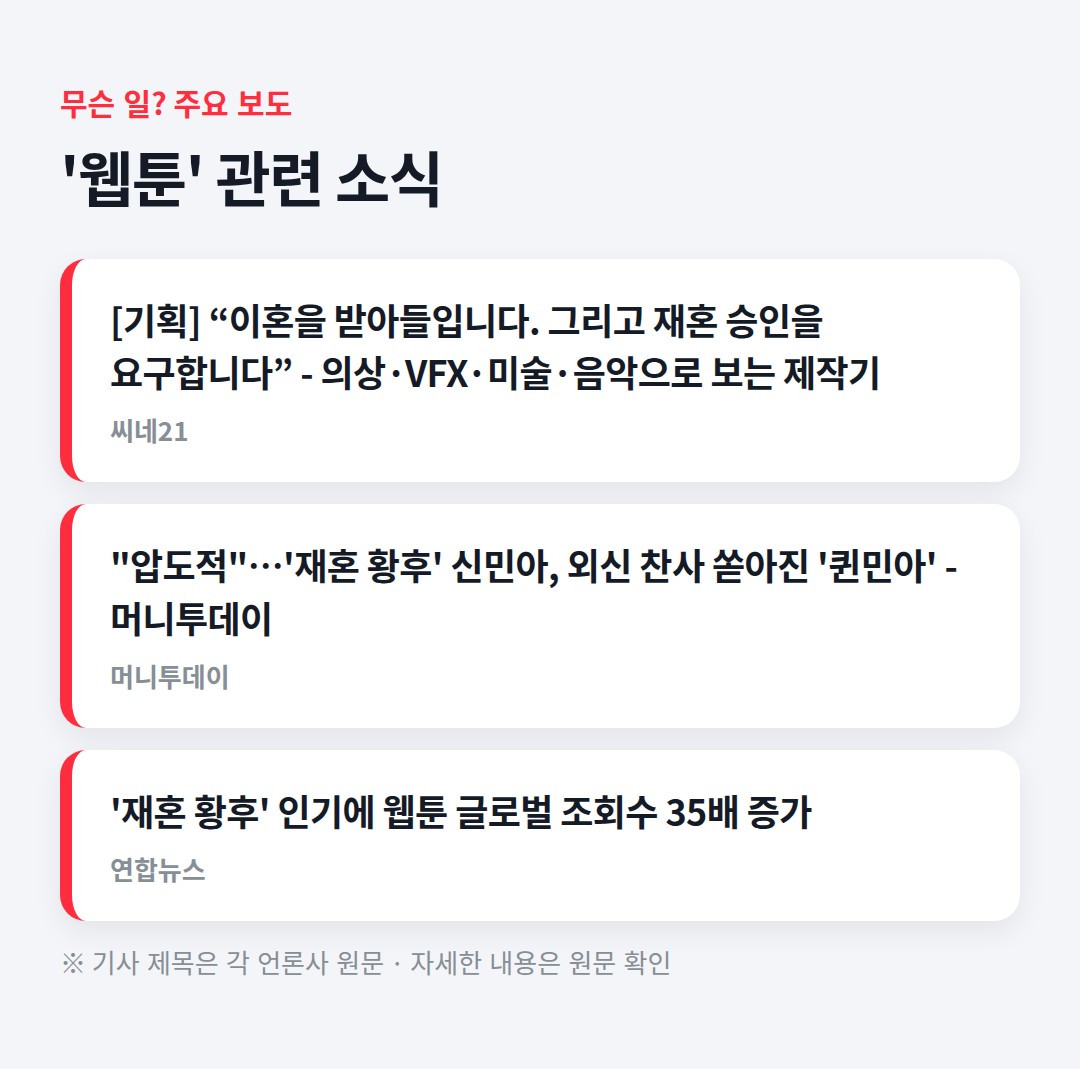 무슨 일? 주요 보도
'웹툰' 관련 소식
[기획] “이혼을 받아들입니다. 그리고 재혼 승인을
요구합니다” - 의상·VFX·미술·음악으로 보는 제작기
씨네21
"압도적"…'재혼 황후' 신민아, 외신 찬사 쏟아진 '퀸민아' -
머니투데이
머니투데이
'재혼 황후' 인기에 웹툰 글로벌 조회수 35배 증가
연합뉴스
※ 기사 제목은 각 언론사 원문 · 자세한 내용은 원문 확인